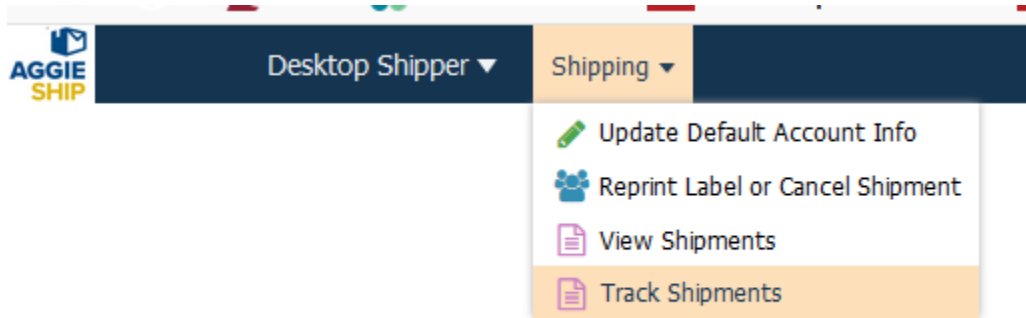 AGGIE
SHIP
Desktop Shipper
Shipping
Update Default Account Info
Reprint Label or Cancel Shipment
View Shipments
Track Shipments